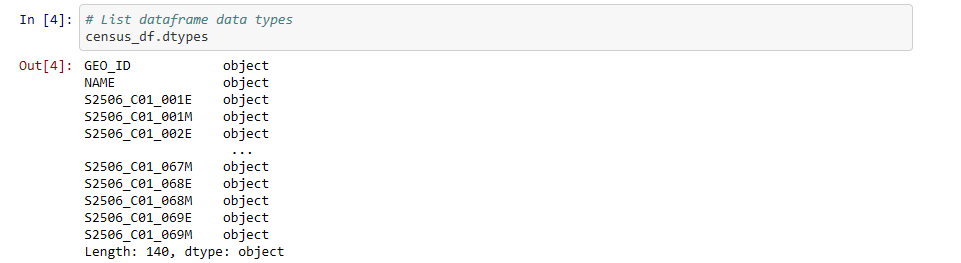 In [4]: # List dataframe data types
census_df.dtypes
Out[4]: GEO_ID object
NAME object
S2506_C01_001E object
S2506_C01_001M object
S2506_C01_002E object
...
S2506_C01_067M object
S2506_C01_068E object
S2506_C01_068M object
S2506_C01_069E object
S2506_C01_069M object
Length: 140, dtype: object